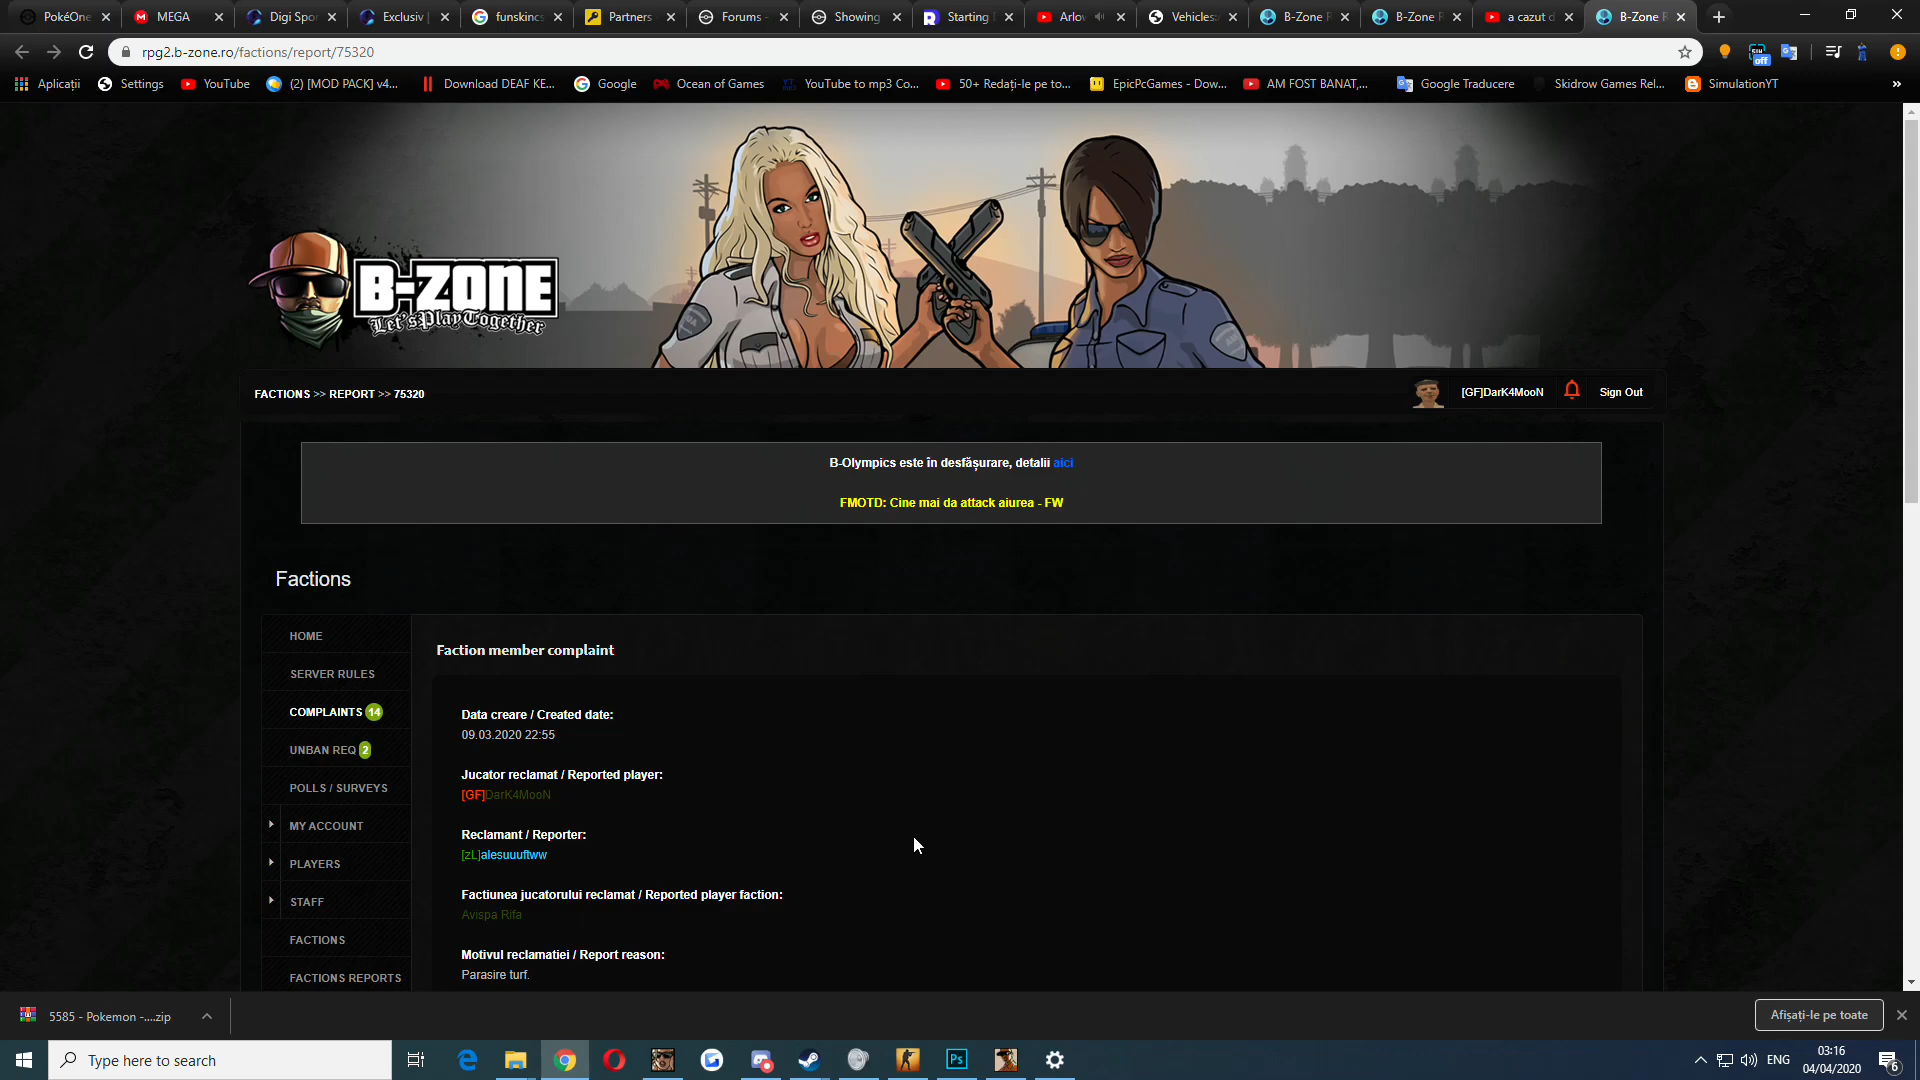 PokéOne
MEGA
Digi Spor
Exclusiv |
funskincs
Partners
Forums -
Showing
Starting
Arlov
Vehicles:
B-Zone F
B-Zone F
a cazut d
B-Zone F
rpg2.b-zone.ro/factions/report/75320
off
Aplicații
Settings
YouTube
(2) [MOD PACK] v4...
Download DEAF KE...
Google
Ocean of Games
YouTube to mp3 Co...
50+ Redați-le pe to...
EpicPcGames - Dow...
AM FOST BANAT,...
Google Traducere
Skidrow Games Rel...
SimulationYT
»
B-ZONE
Let'sPlayTogether
FACTIONS >> REPORT >> 75320
[GF]DarK4MooN
Sign Out
B-Olympics este în desfășurare, detalii aici
FMOTD: Cine mai da attack aiurea - FW
Factions
HOME
SERVER RULES
COMPLAINTS 14
UNBAN REQ 2
POLLS / SURVEYS
MY ACCOUNT
PLAYERS
STAFF
FACTIONS
FACTIONS REPORTS
Faction member complaint
Data creare / Created date:
09.03.2020 22:55
Jucator reclamat / Reported player:
[GF]DarK4MooN
Reclamant / Reporter:
[zL]alesuuuftww
Factiunea jucatorului reclamat / Reported player faction:
Avispa Rifa
Motivul reclamatiei / Report reason:
Parasire turf.
5585 - Pokemon -....zip
Afișați-le pe toate
Type here to search
Ps
ENG
03:16
04/04/2020
6